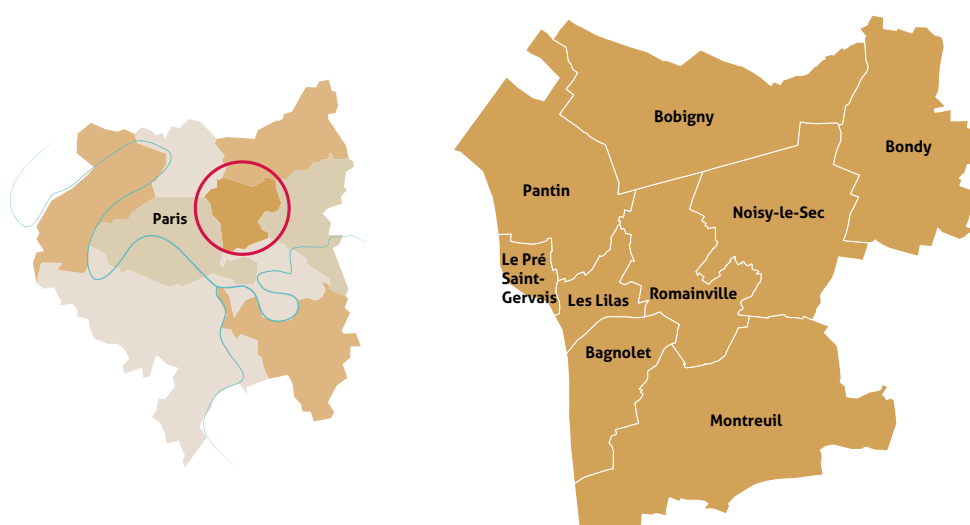 Paris
Bobigny
Bondy
Pantin
Noisy-le-Sec
Le Pré
Saint-
Gervais
Les Lilas
Romainville
Bagnolet
Montreuil